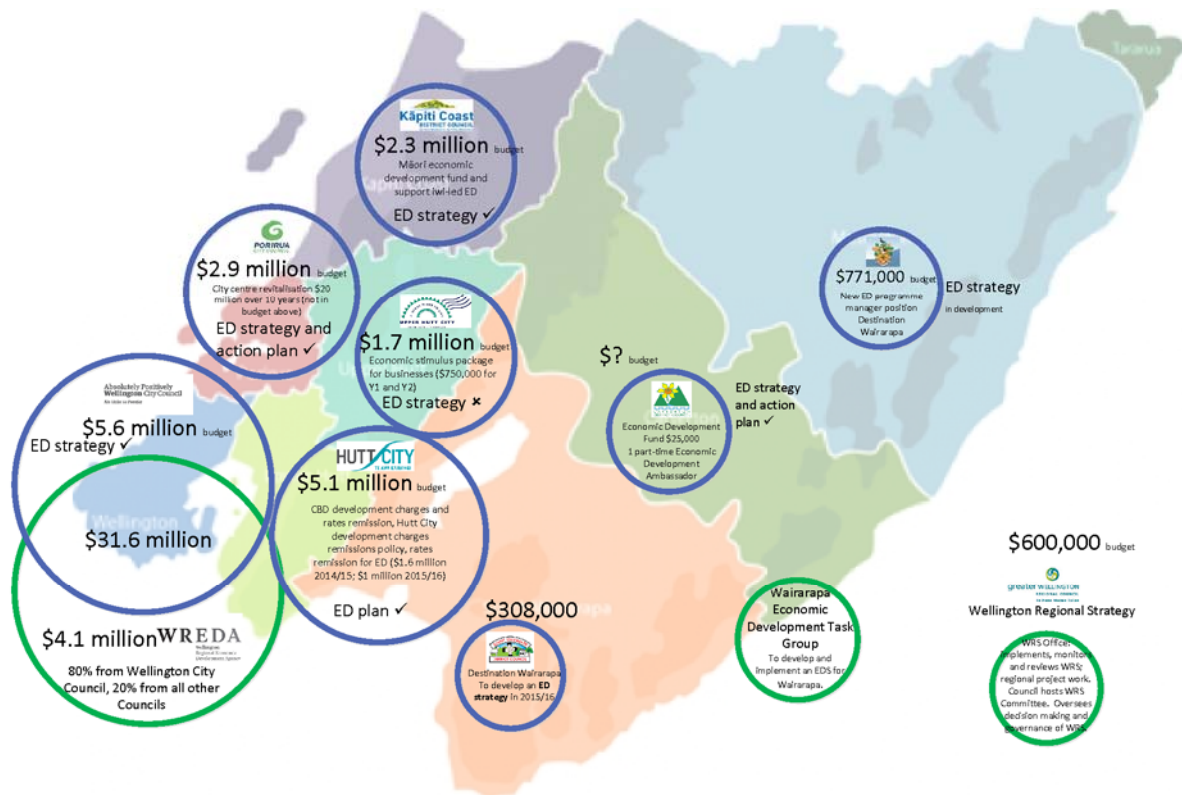 Tararua
Kāpiti Coast
DISTRICT COUNCIL
$2.3 million budget
Māori economic
development fund and
support iwi-led ED
ED strategy ✓
Kapiti Coast
PORIRUA
CITY COUNCIL
$2.9 million budget
City centre revitalisation $20
million over 10 years (not in
budget above)
ED strategy and
action plan ✓
UPPER HUTT CITY
$1.7 million budget
Economic stimulus package
for businesses ($750,000 for
Y1 and Y2)
ED strategy ✗
$771,000 budget
New ED programme
manager position
Destination
Wairarapa
ED strategy
in development
$? budget
Economic Development
Fund $25,000
1 part-time Economic
Development
Ambassador
ED strategy
and action
plan ✓
Absolutely Positively
Wellington City Council
$5.6 million budget
ED strategy ✓
Wellington
$31.6 million
$4.1 million WREDA
Wellington
Regional Economic
Development Agency
80% from Wellington City
Council, 20% from all other
Councils
HUTT CITY
$5.1 million budget
CBD development charges and
rates remission, Hutt City
development charges
remissions policy, rates
remission for ED ($1.6 million
2014/15; $1 million 2015/16)
ED plan ✓
$308,000
Destination Wairarapa
To develop an ED
strategy in 2015/16
Wairarapa
Economic
Development Task
Group
To develop and
implement an EDS for
Wairarapa.
$600,000 budget
greater WELLINGTON
REGIONAL COUNCIL
Wellington Regional Strategy
WRS Office:
Implements, monitors
and reviews WRS;
regional project work.
Council hosts WRS
Committee. Oversees
decision making and
governance of WRS.